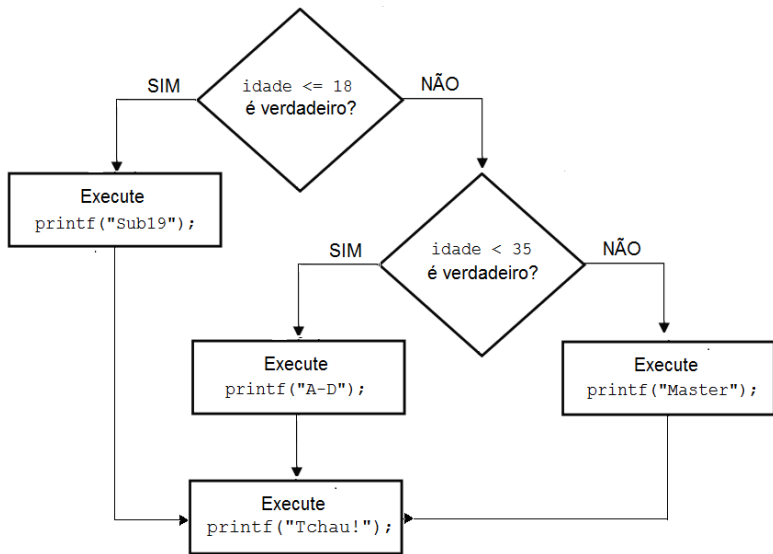 idade <= 18
é verdadeiro?
SIM
NÃO
Execute
printf("Sub19");
idade < 35
é verdadeiro?
SIM
NÃO
Execute
printf("A-D");
Execute
printf("Master");
Execute
printf("Tchau!");